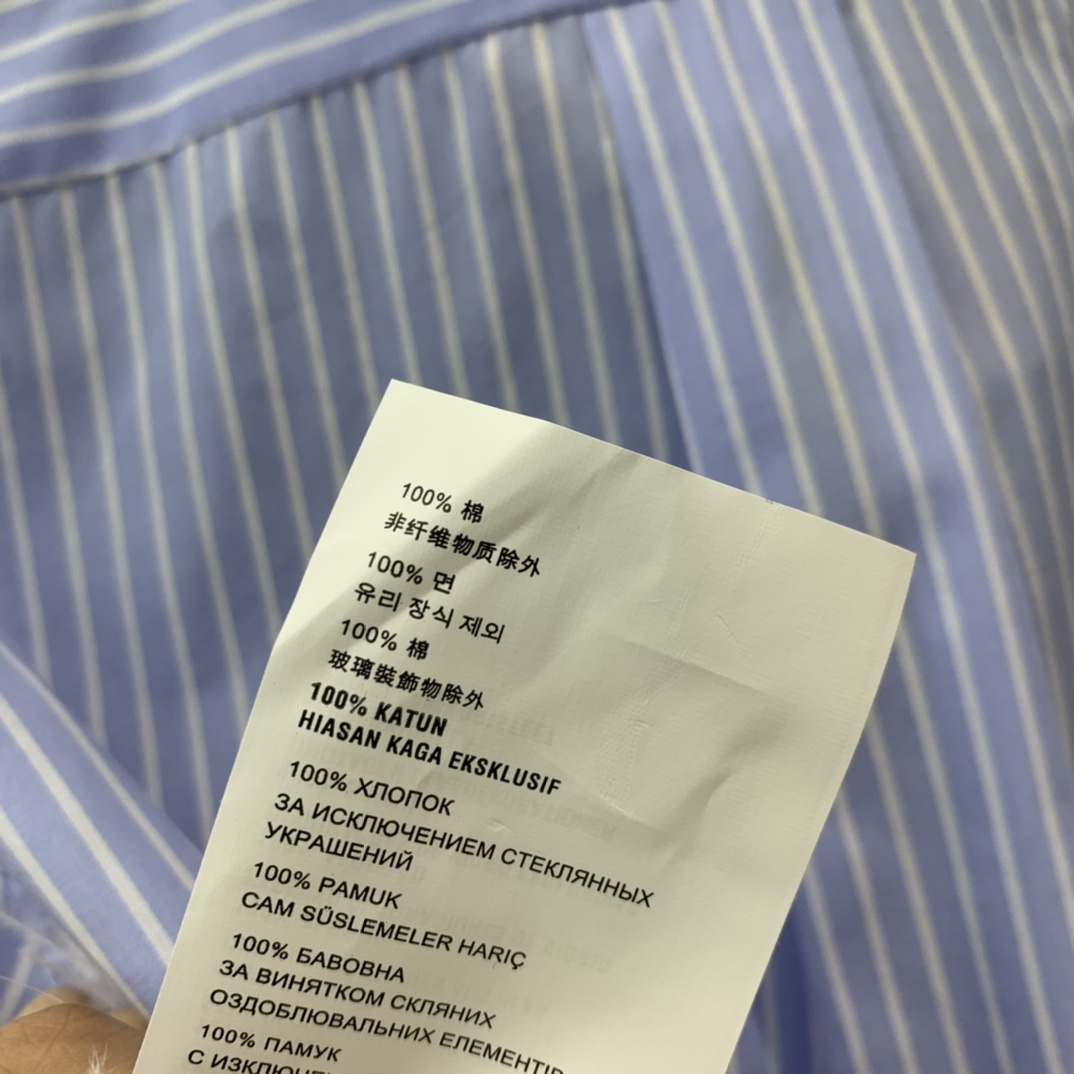 100% 棉
非纤维物质除外
100% 면
유리 장식 제외
100% 棉
玻璃裝飾物除外
100% KATUN
HIASAN KAGA EKSKLUSIF
100% ХЛОПОК
ЗА ИСКЛЮЧЕНИЕМ СТЕКЛЯННЫХ
УКРАШЕНИЙ
100% PAMUK
CAM SÜSLEMELER HARIÇ
100% БАВОВНА
ЗА ВИНЯТКОМ СКЛЯНИХ
ОЗДОБЛЮВАЛЬНИХ
100% ПАМУК
С